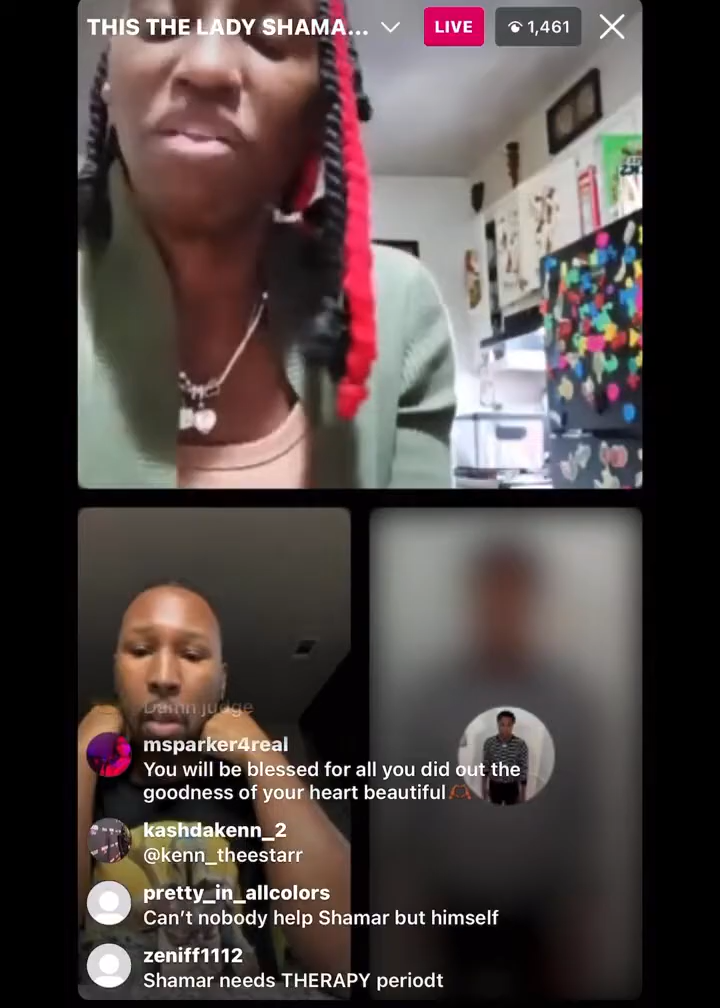 THIS THE LADY SHAMA...
LIVE
1,461
Damn judge
msparker4real
You will be blessed for all you did out the
goodness of your heart beautiful🫶🏾
kashdakenn_2
@kenn_theestarr
pretty_in_allcolors
Can’t nobody help Shamar but himself
zeniff1112
Shamar needs THERAPY periodt